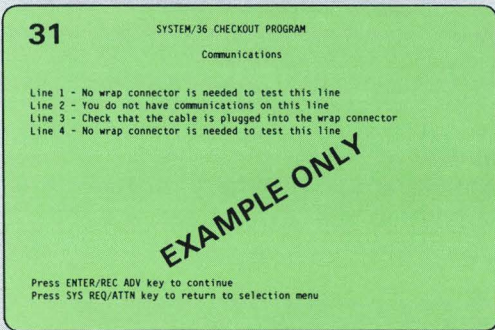 31
SYSTEM/36 CHECKOUT PROGRAM
Communications
Line 1 - No wrap connector is needed to test this line
Line 2 - You do not have communications on this line
Line 3 - Check that the cable is plugged into the wrap connector
Line 4 - No wrap connector is needed to test this line
EXAMPLE ONLY
Press ENTER/REC ADV key to continue
Press SYS REQ/ATTN key to return to selection menu